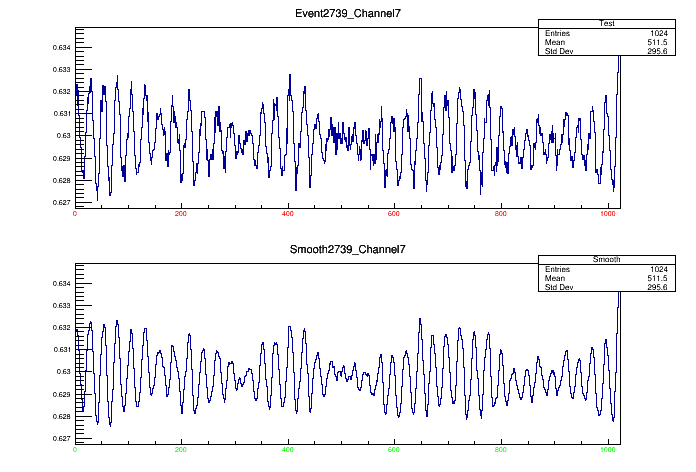 Event2739_Channel7
Test
Entries 1024
Mean 511.5
Std Dev 295.6
0.634
0.633
0.632
0.631
0.63
0.629
0.628
0.627
0 200 400 600 800 1000
Smooth2739_Channel7
Smooth
Entries 1024
Mean 511.5
Std Dev 295.6
0.634
0.633
0.632
0.631
0.63
0.629
0.628
0.627
0 200 400 600 800 1000